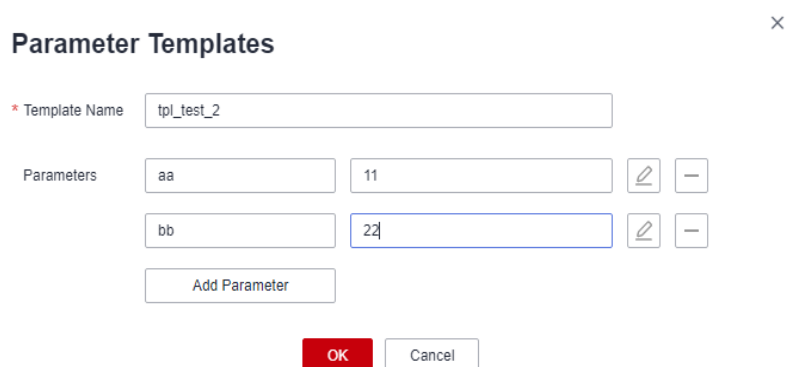 Parameter Templates
* Template Name tpl_test_2
Parameters aa 11
bb 22
Add Parameter
OK Cancel